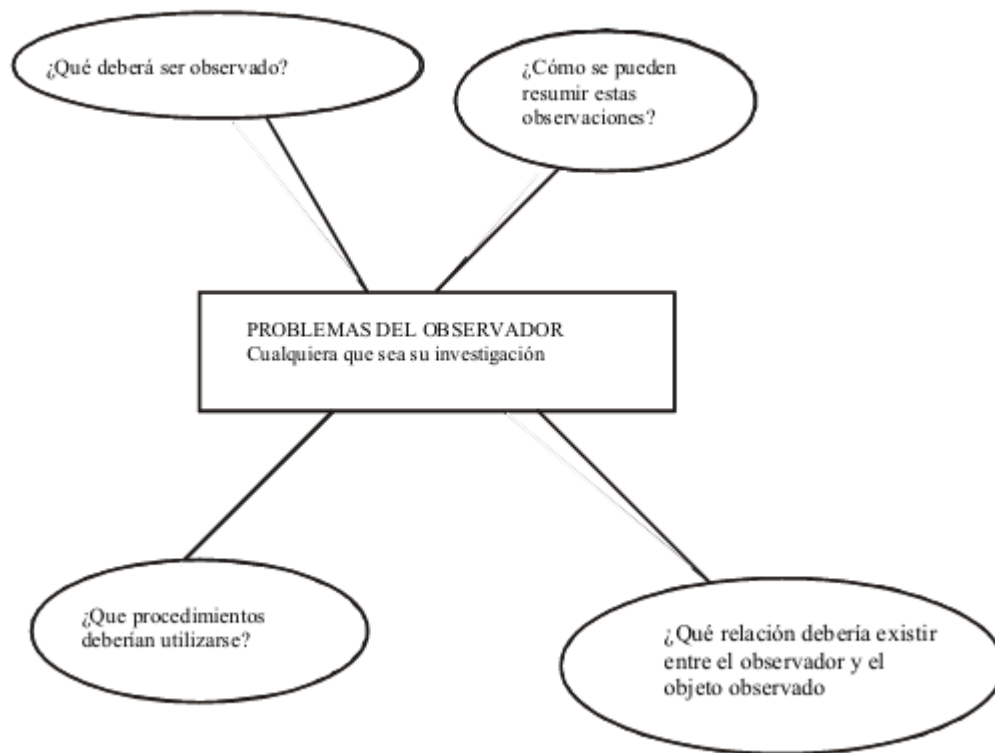 ¿Qué deberá ser observado?
¿Cómo se pueden
resumir estas
observaciones?
PROBLEMAS DEL OBSERVADOR
Cualquiera que sea su investigación
¿Que procedimientos
deberían utilizarse?
¿Qué relación debería existir
entre el observador y el
objeto observado